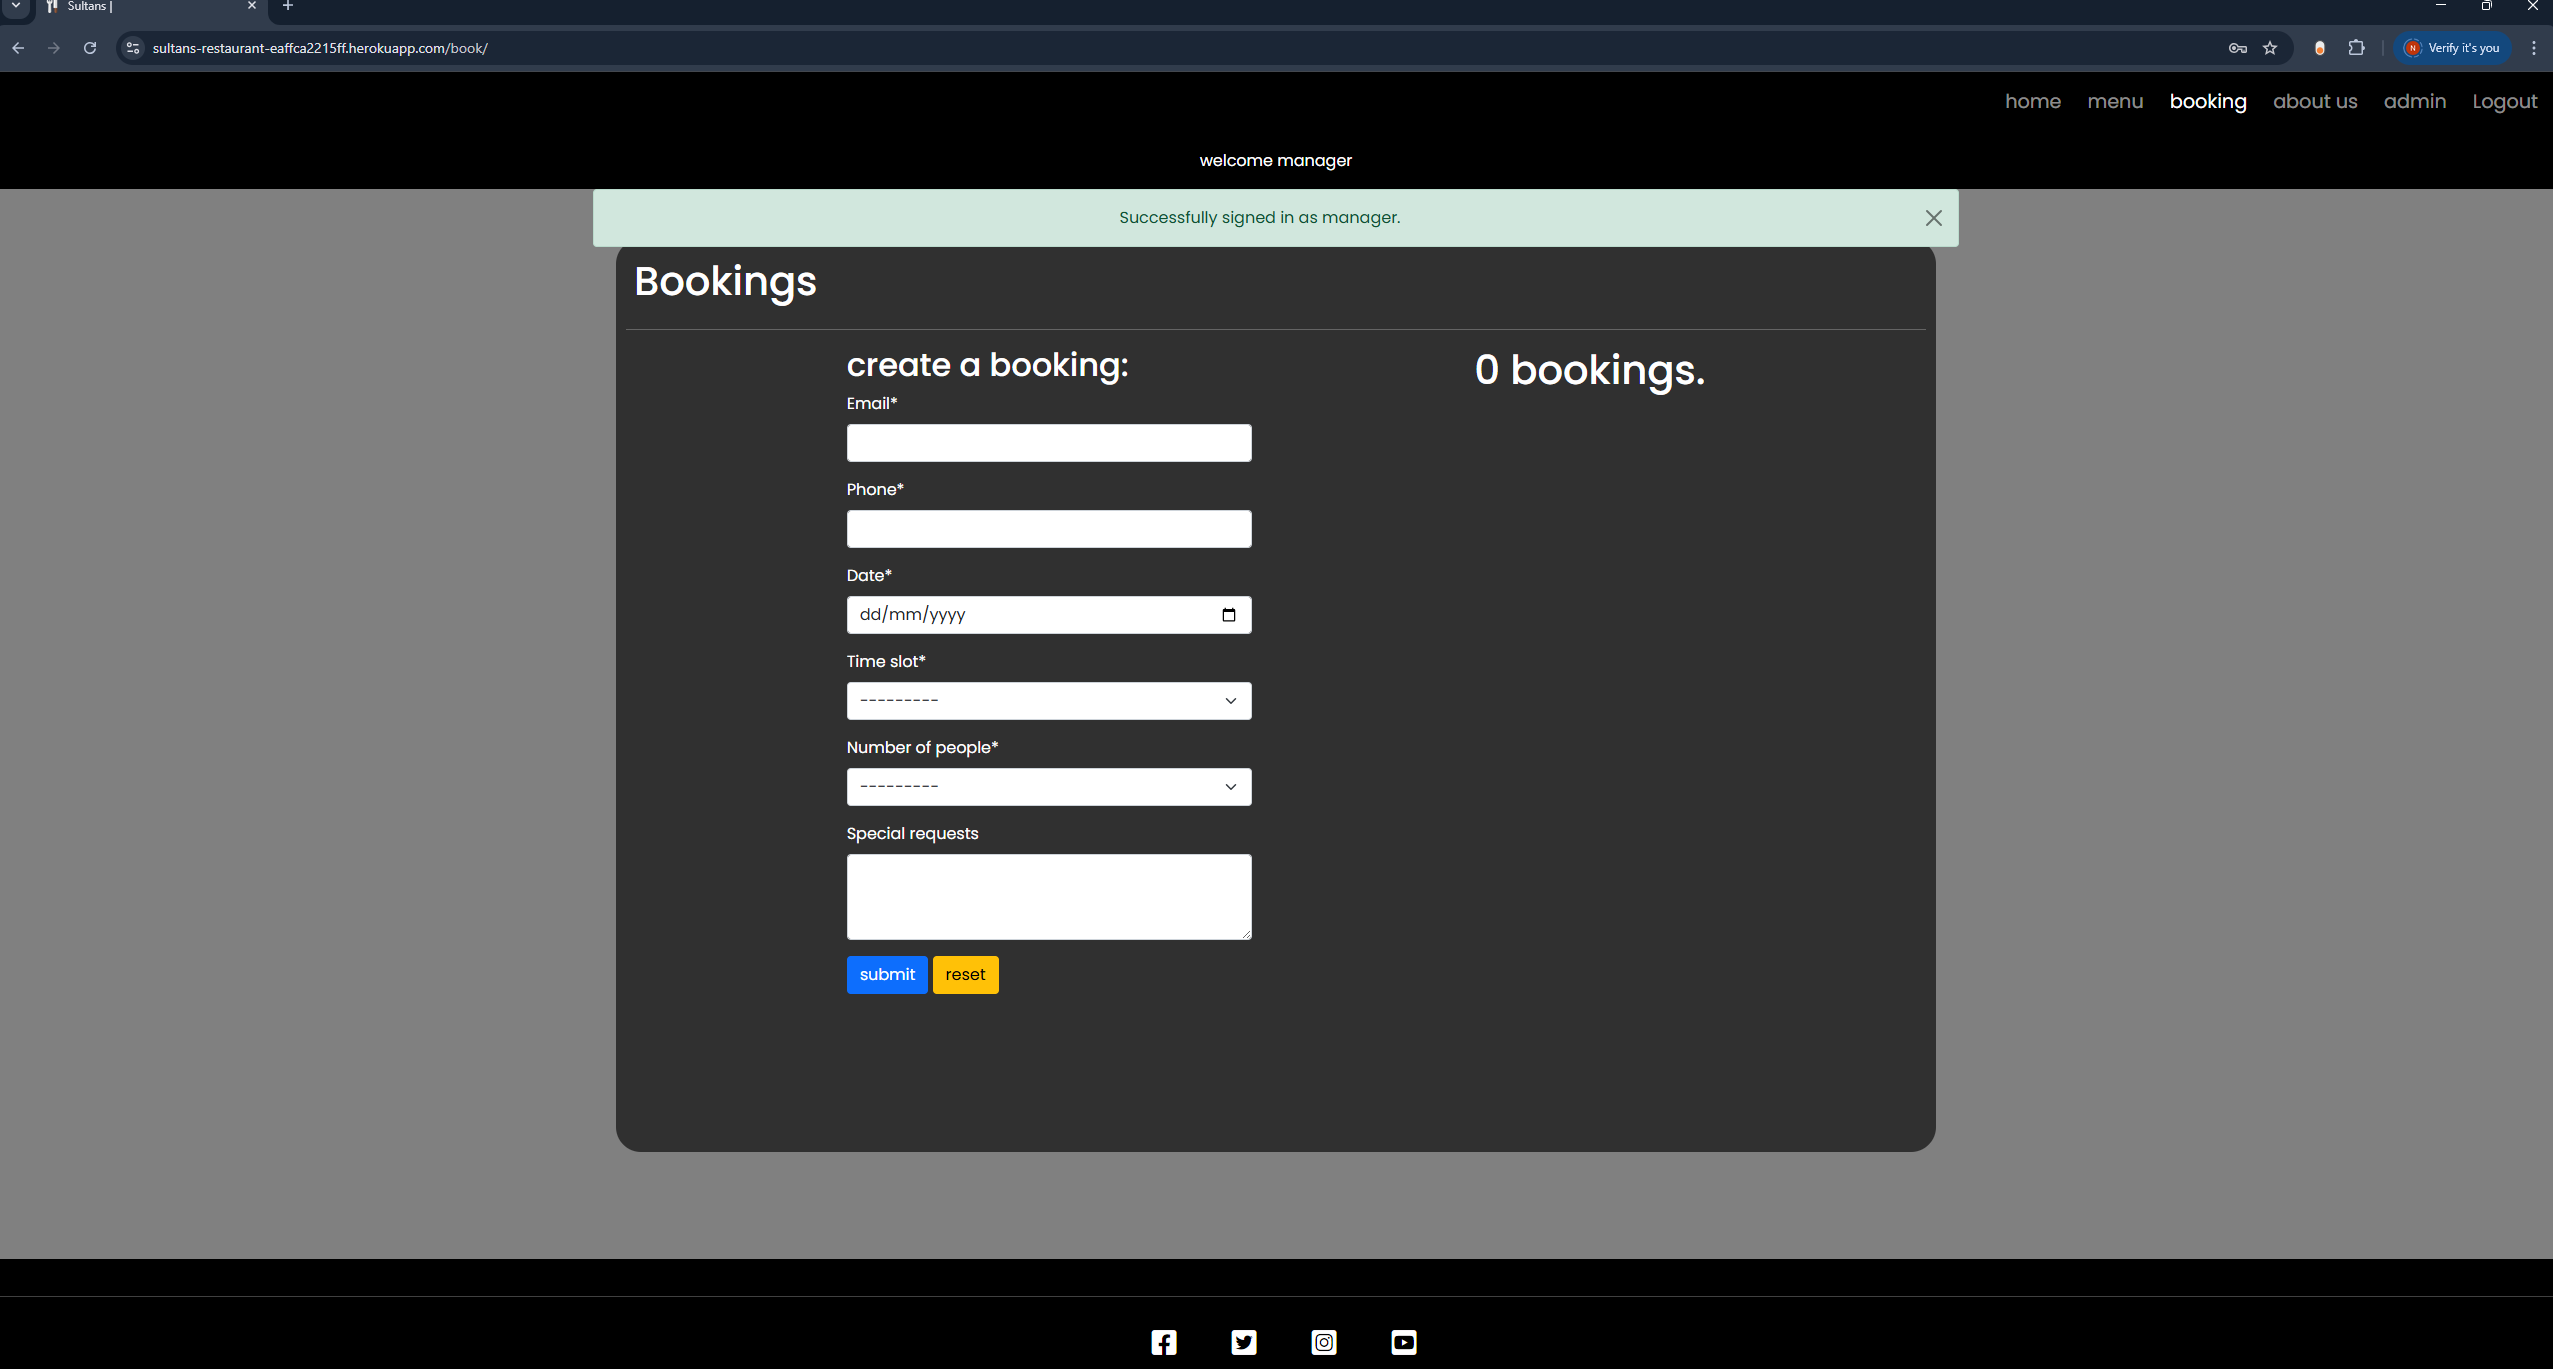 Sultans |
sultans-restaurant-eaffca2215ff.herokuapp.com/book/
N Verify it's you
home menu booking about us admin Logout
welcome manager
Successfully signed in as manager.
Bookings
create a booking:
0 bookings.
Email*
Phone*
Date*
dd/mm/yyyy
Time slot*
---------
Number of people*
---------
Special requests
submit reset